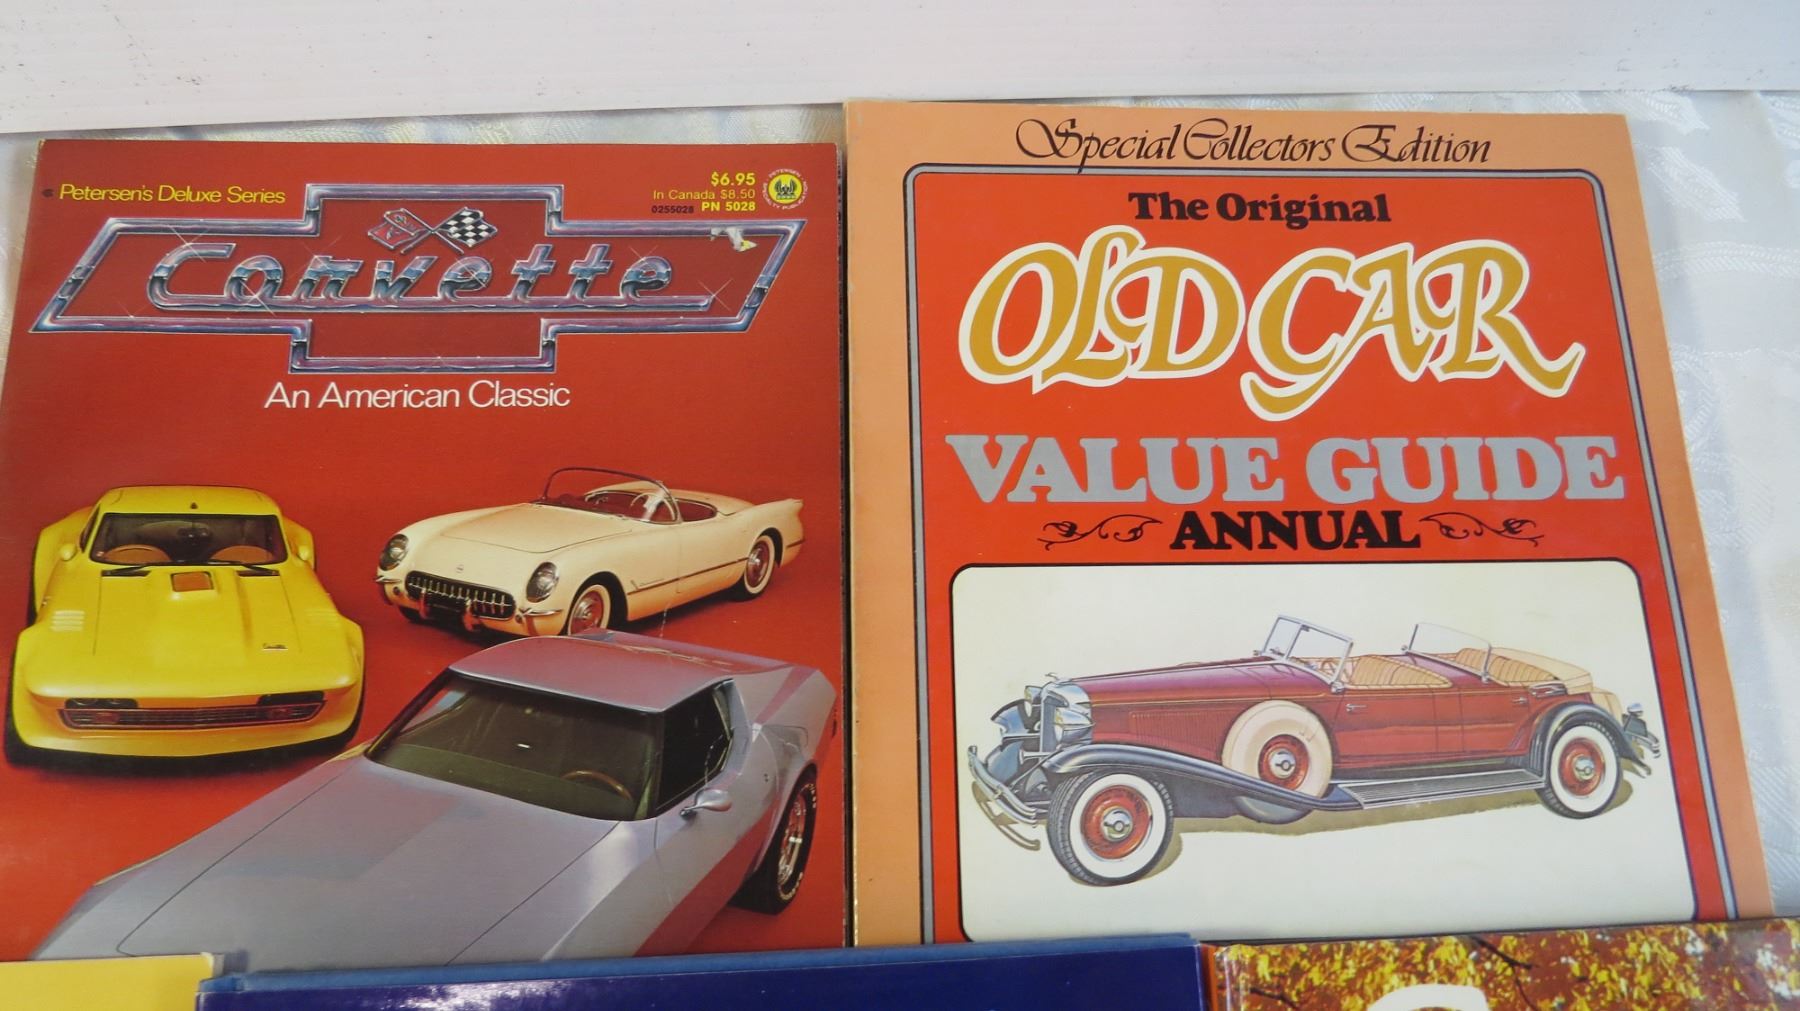 Petersen's Deluxe Series
$6.95
In Canada $8.50
0255028 PN 5028
Corvette
An American Classic
Special Collectors Edition
The Original
OLD CAR
VALUE GUIDE
ANNUAL